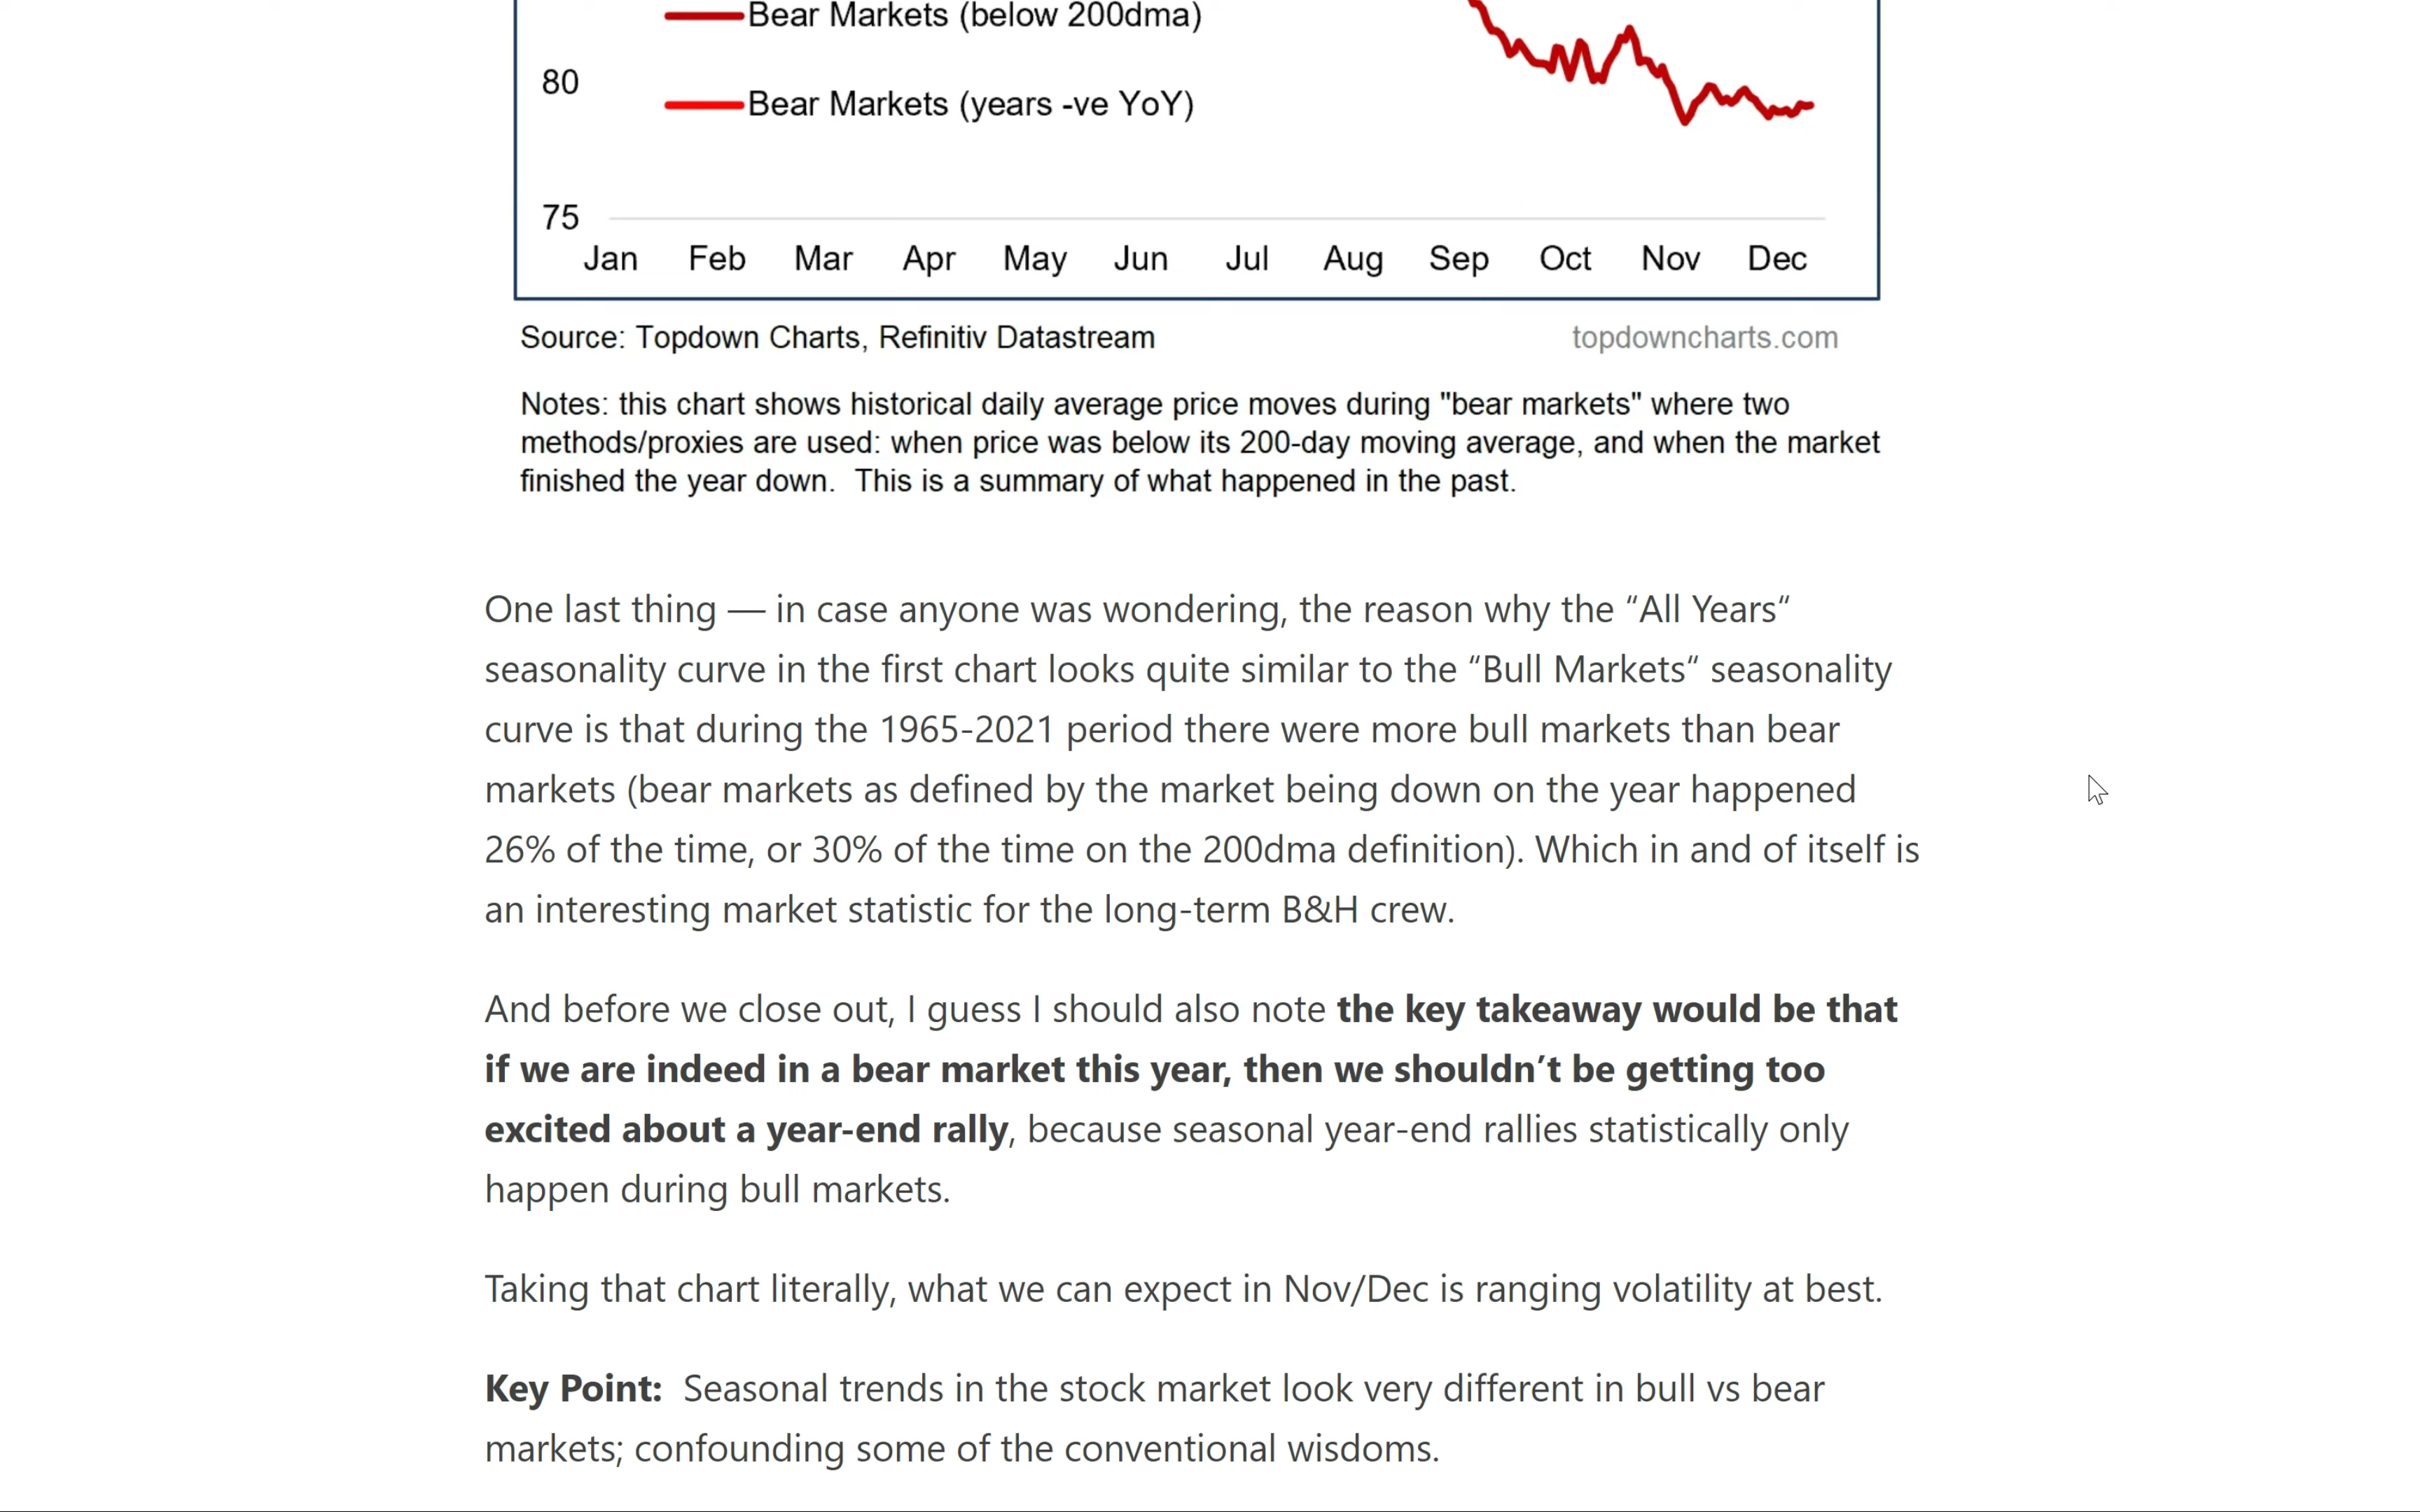 Bear Markets (below 200dma)
80
Bear Markets (years -ve YoY)
75
Jan Feb Mar Apr May Jun Jul Aug Sep Oct Nov Dec
Source: Topdown Charts, Refinitiv Datastream topdowncharts.com
Notes: this chart shows historical daily average price moves during "bear markets" where two
methods/proxies are used: when price was below its 200-day moving average, and when the market
finished the year down.  This is a summary of what happened in the past.
One last thing — in case anyone was wondering, the reason why the “All Years“
seasonality curve in the first chart looks quite similar to the “Bull Markets“ seasonality
curve is that during the 1965-2021 period there were more bull markets than bear
markets (bear markets as defined by the market being down on the year happened
26% of the time, or 30% of the time on the 200dma definition). Which in and of itself is
an interesting market statistic for the long-term B&H crew.
And before we close out, I guess I should also note the key takeaway would be that
if we are indeed in a bear market this year, then we shouldn’t be getting too
excited about a year-end rally, because seasonal year-end rallies statistically only
happen during bull markets.
Taking that chart literally, what we can expect in Nov/Dec is ranging volatility at best.
Key Point:  Seasonal trends in the stock market look very different in bull vs bear
markets; confounding some of the conventional wisdoms.